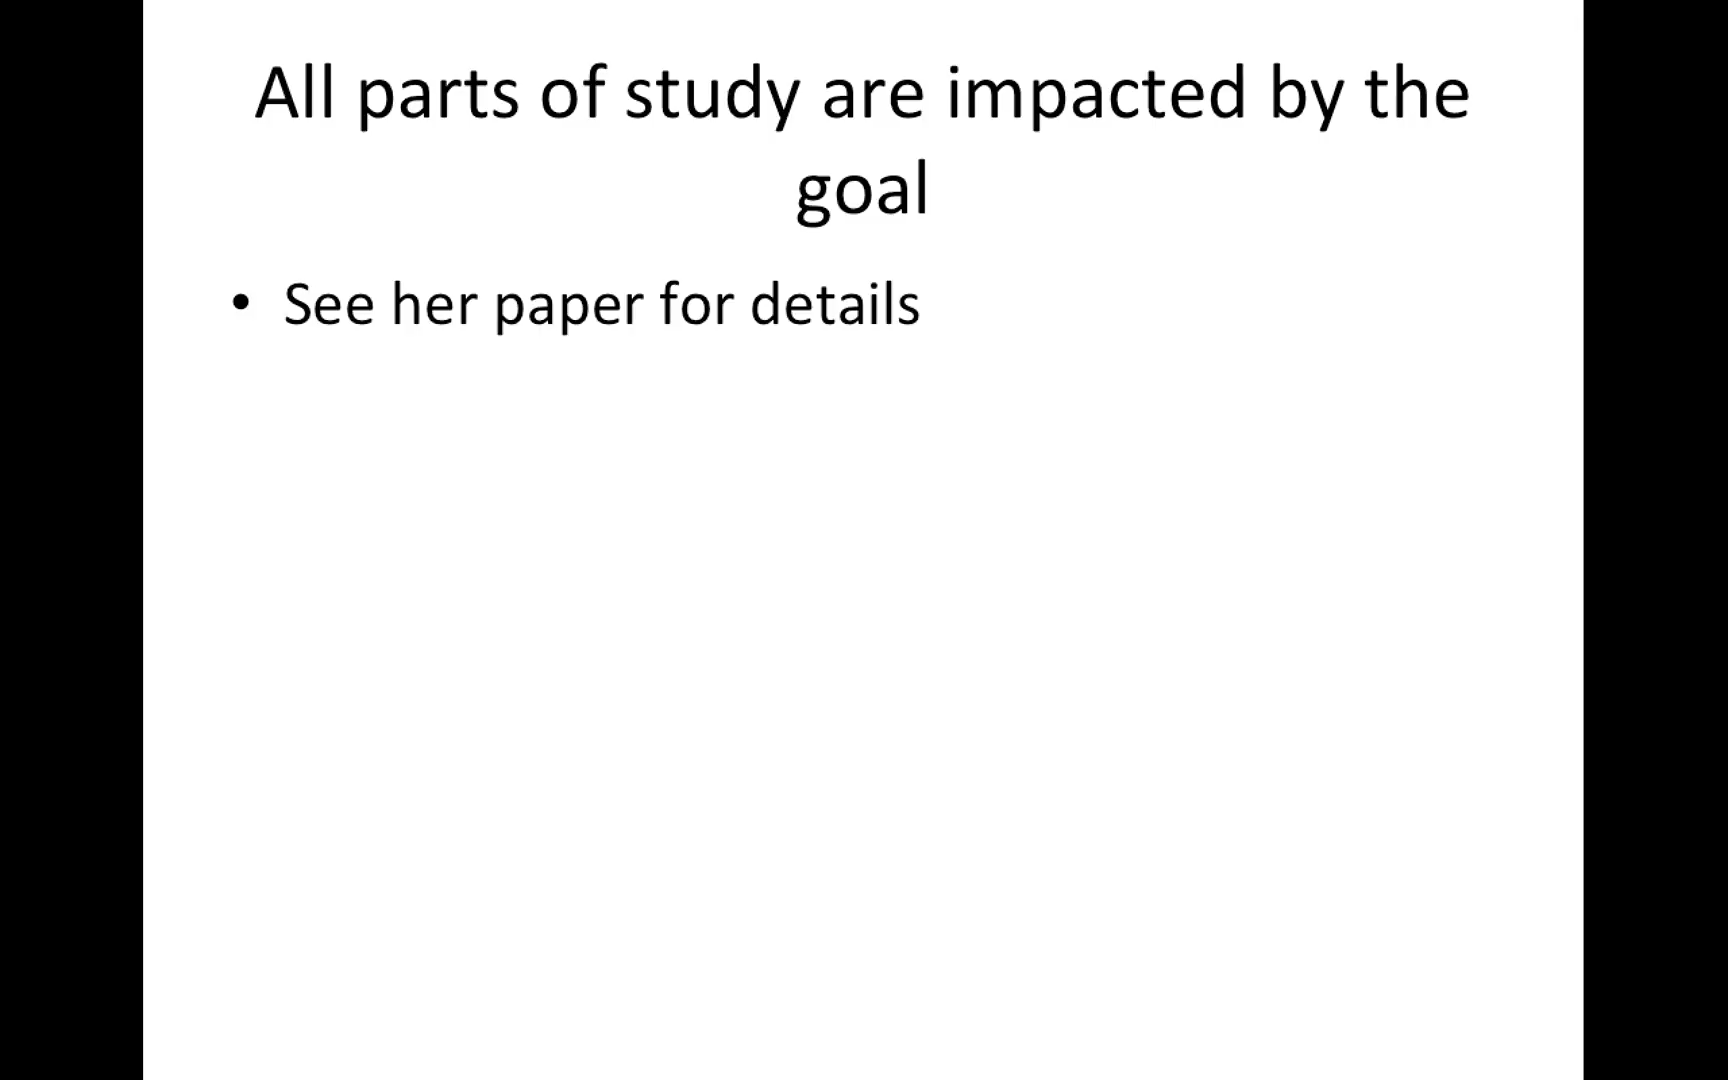 All parts of study are impacted by the
goal
• See her paper for details